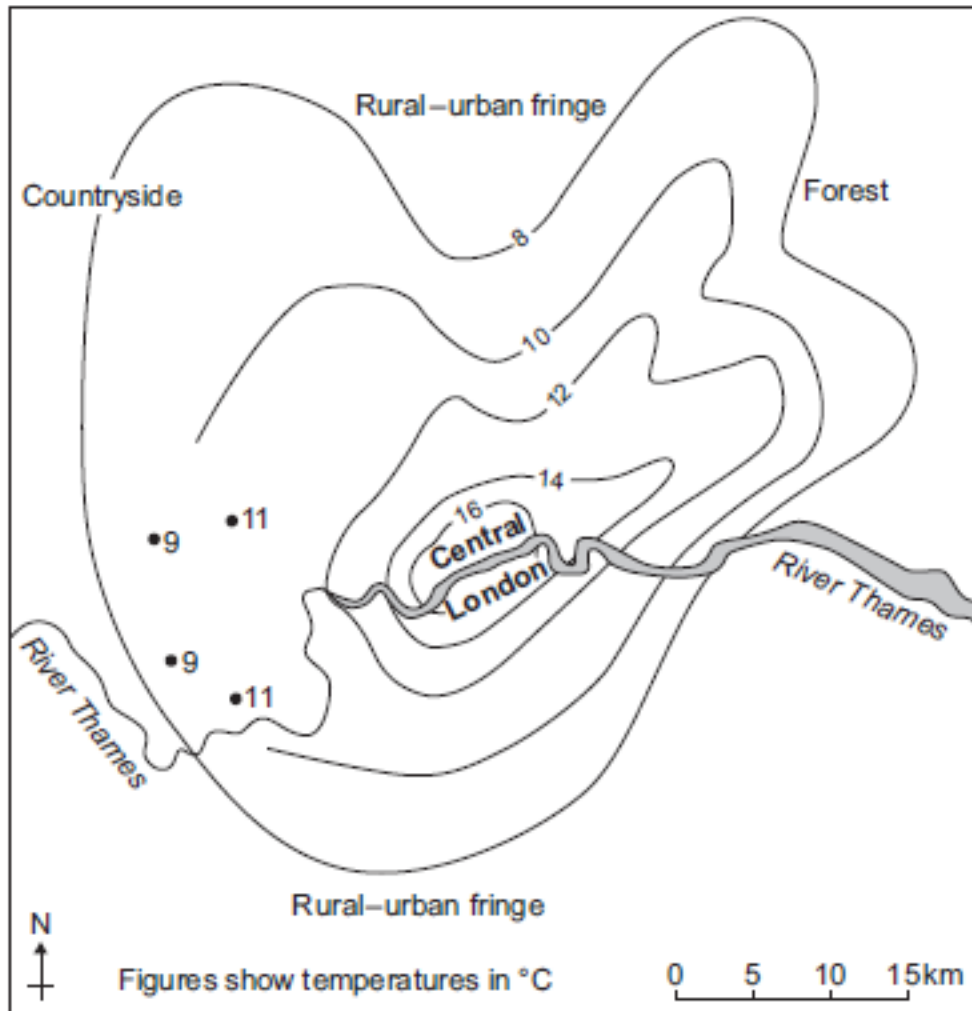 Rural–urban fringe
Countryside
Forest
8
10
12
14
16
Central
London
11
9
9
11
River Thames
River Thames
Rural–urban fringe
N
Figures show temperatures in °C
0 5 10 15km